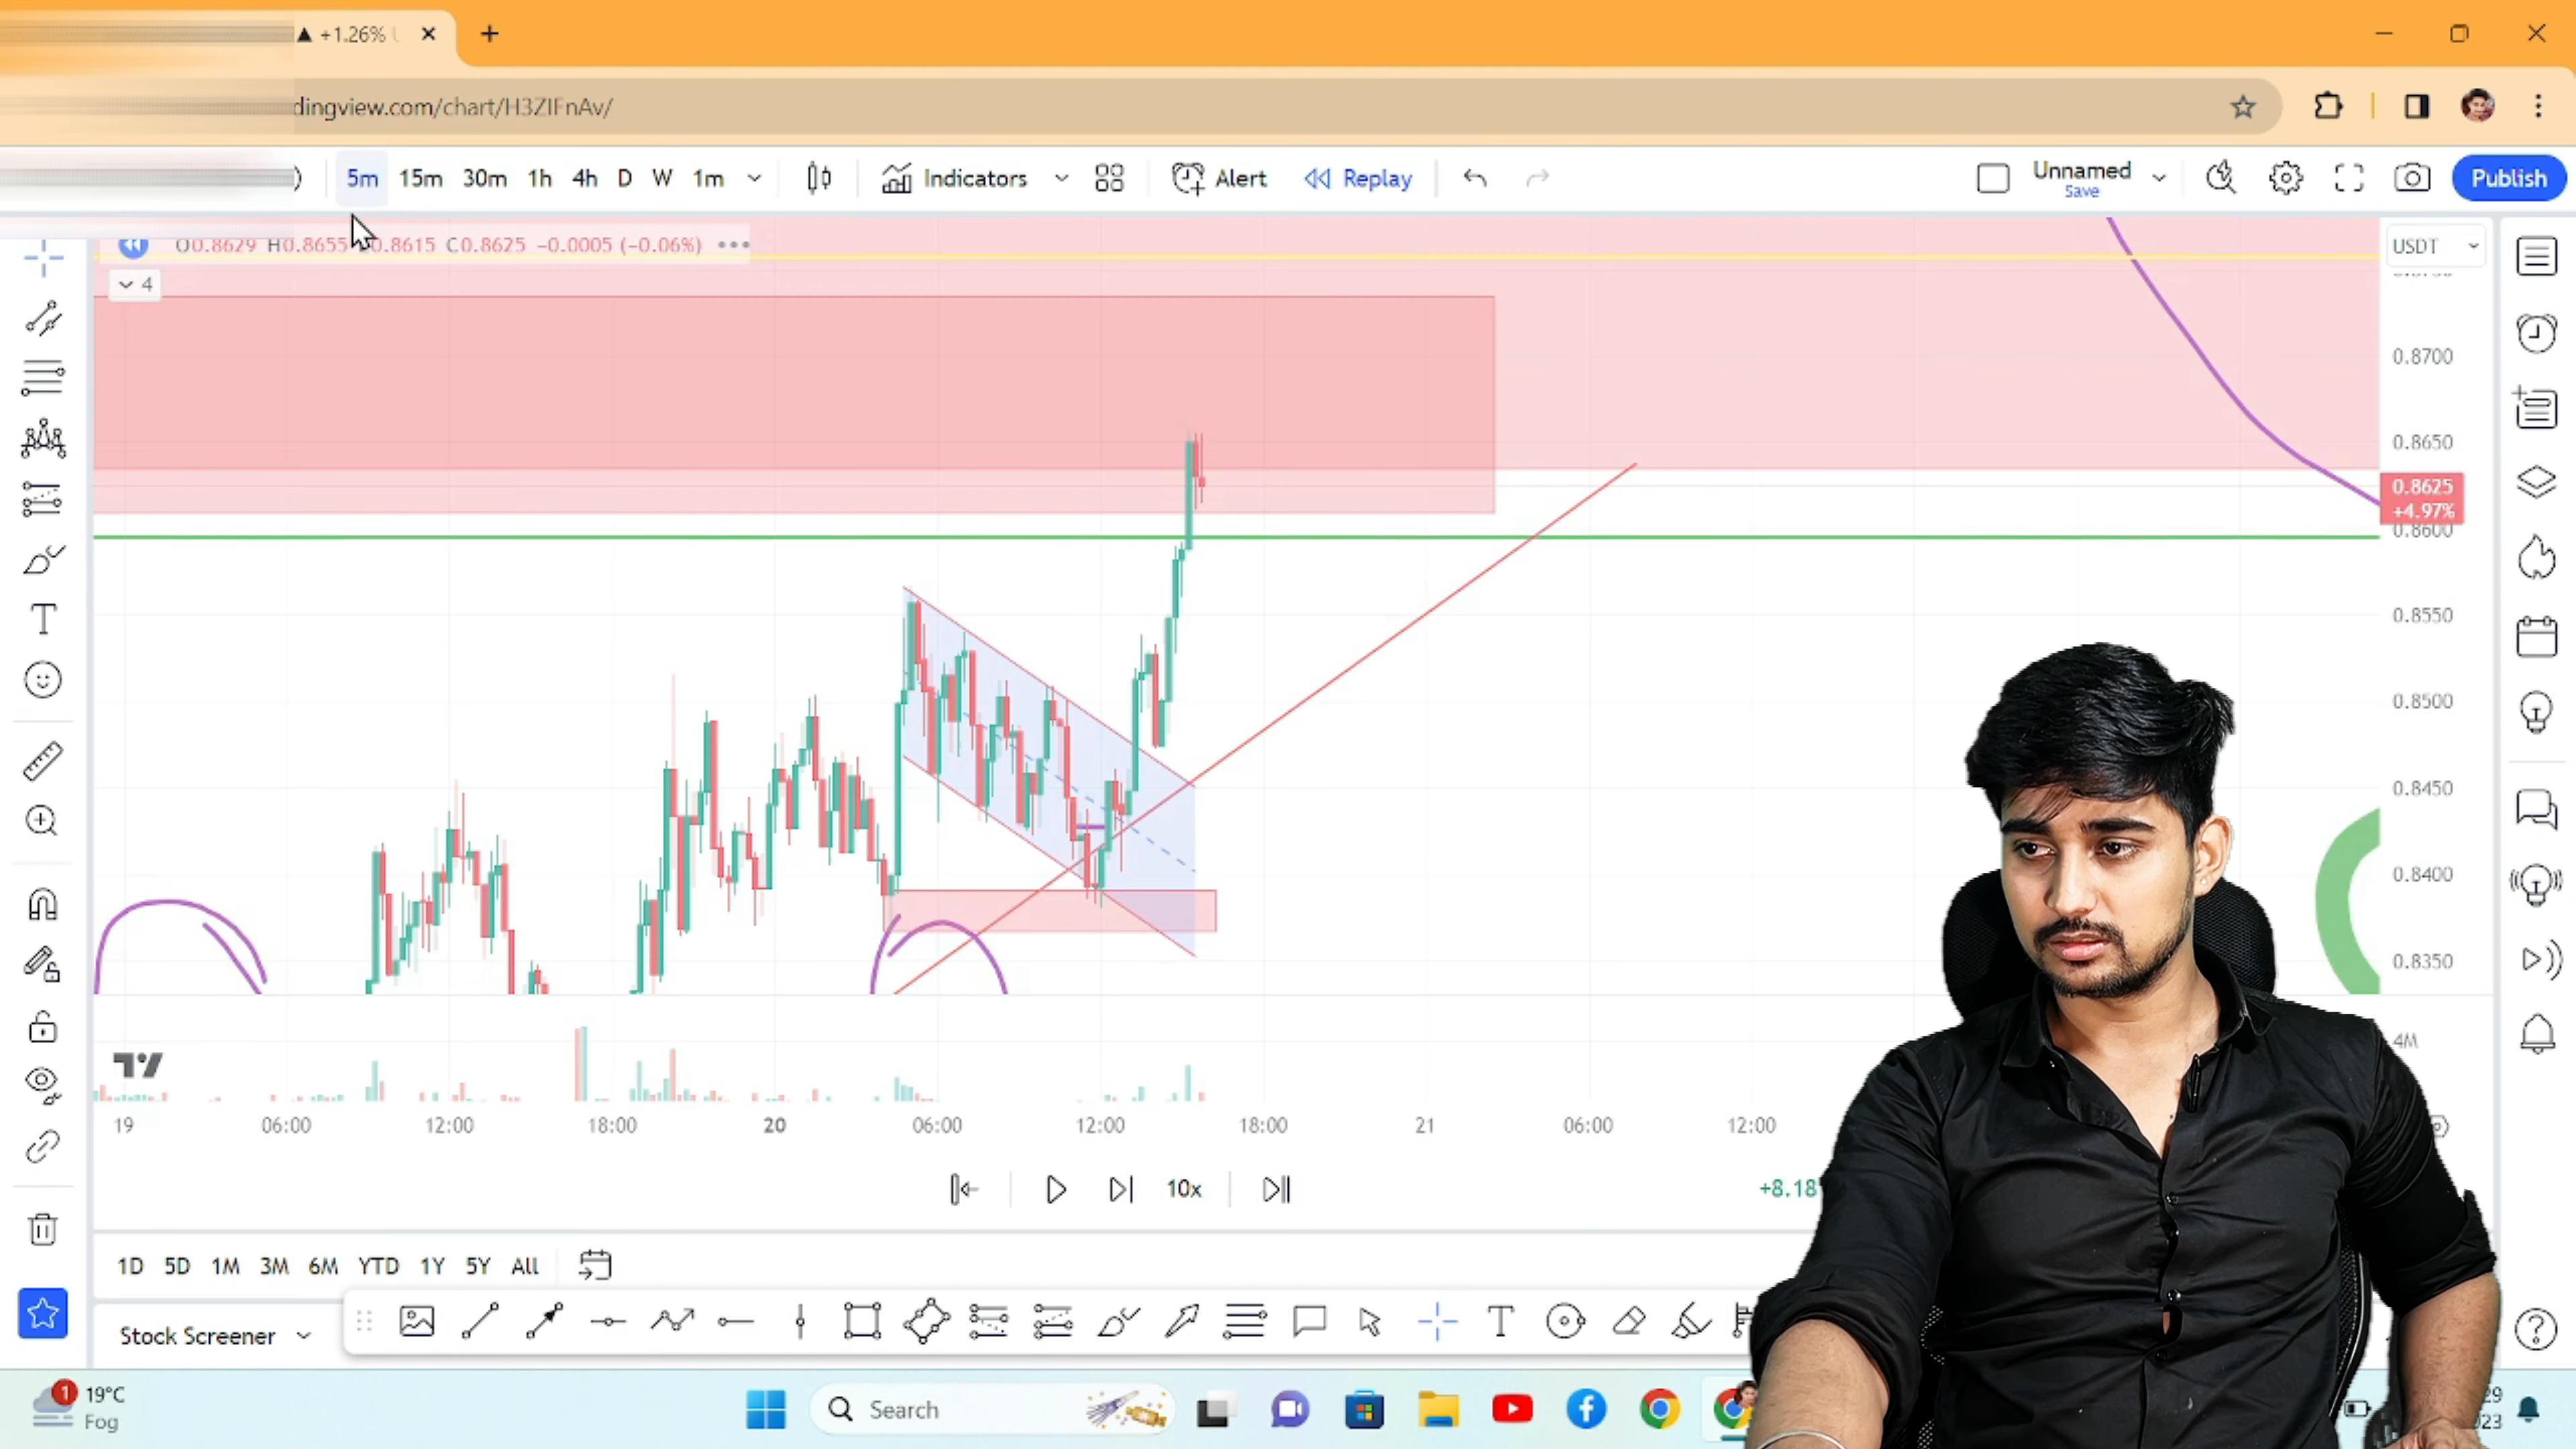 ▲ +1.26%
dingview.com/chart/H3ZIFnAv/
5m 15m 30m 1h 4h D W 1m Indicators Alert Replay Unnamed Publish
Save
O0.8629 H0.8655 0.8615 C0.8625 −0.0005 (−0.06%)
USDT
4
0.8700
0.8650
0.8625
+4.97%
0.8600
0.8550
0.8500
0.8450
0.8400
0.8350
4M
19 06:00 12:00 18:00 20 06:00 12:00 18:00 21 06:00 12:00
10x +8.18
1D 5D 1M 3M 6M YTD 1Y 5Y All
Stock Screener
1 19°C
Fog
Search